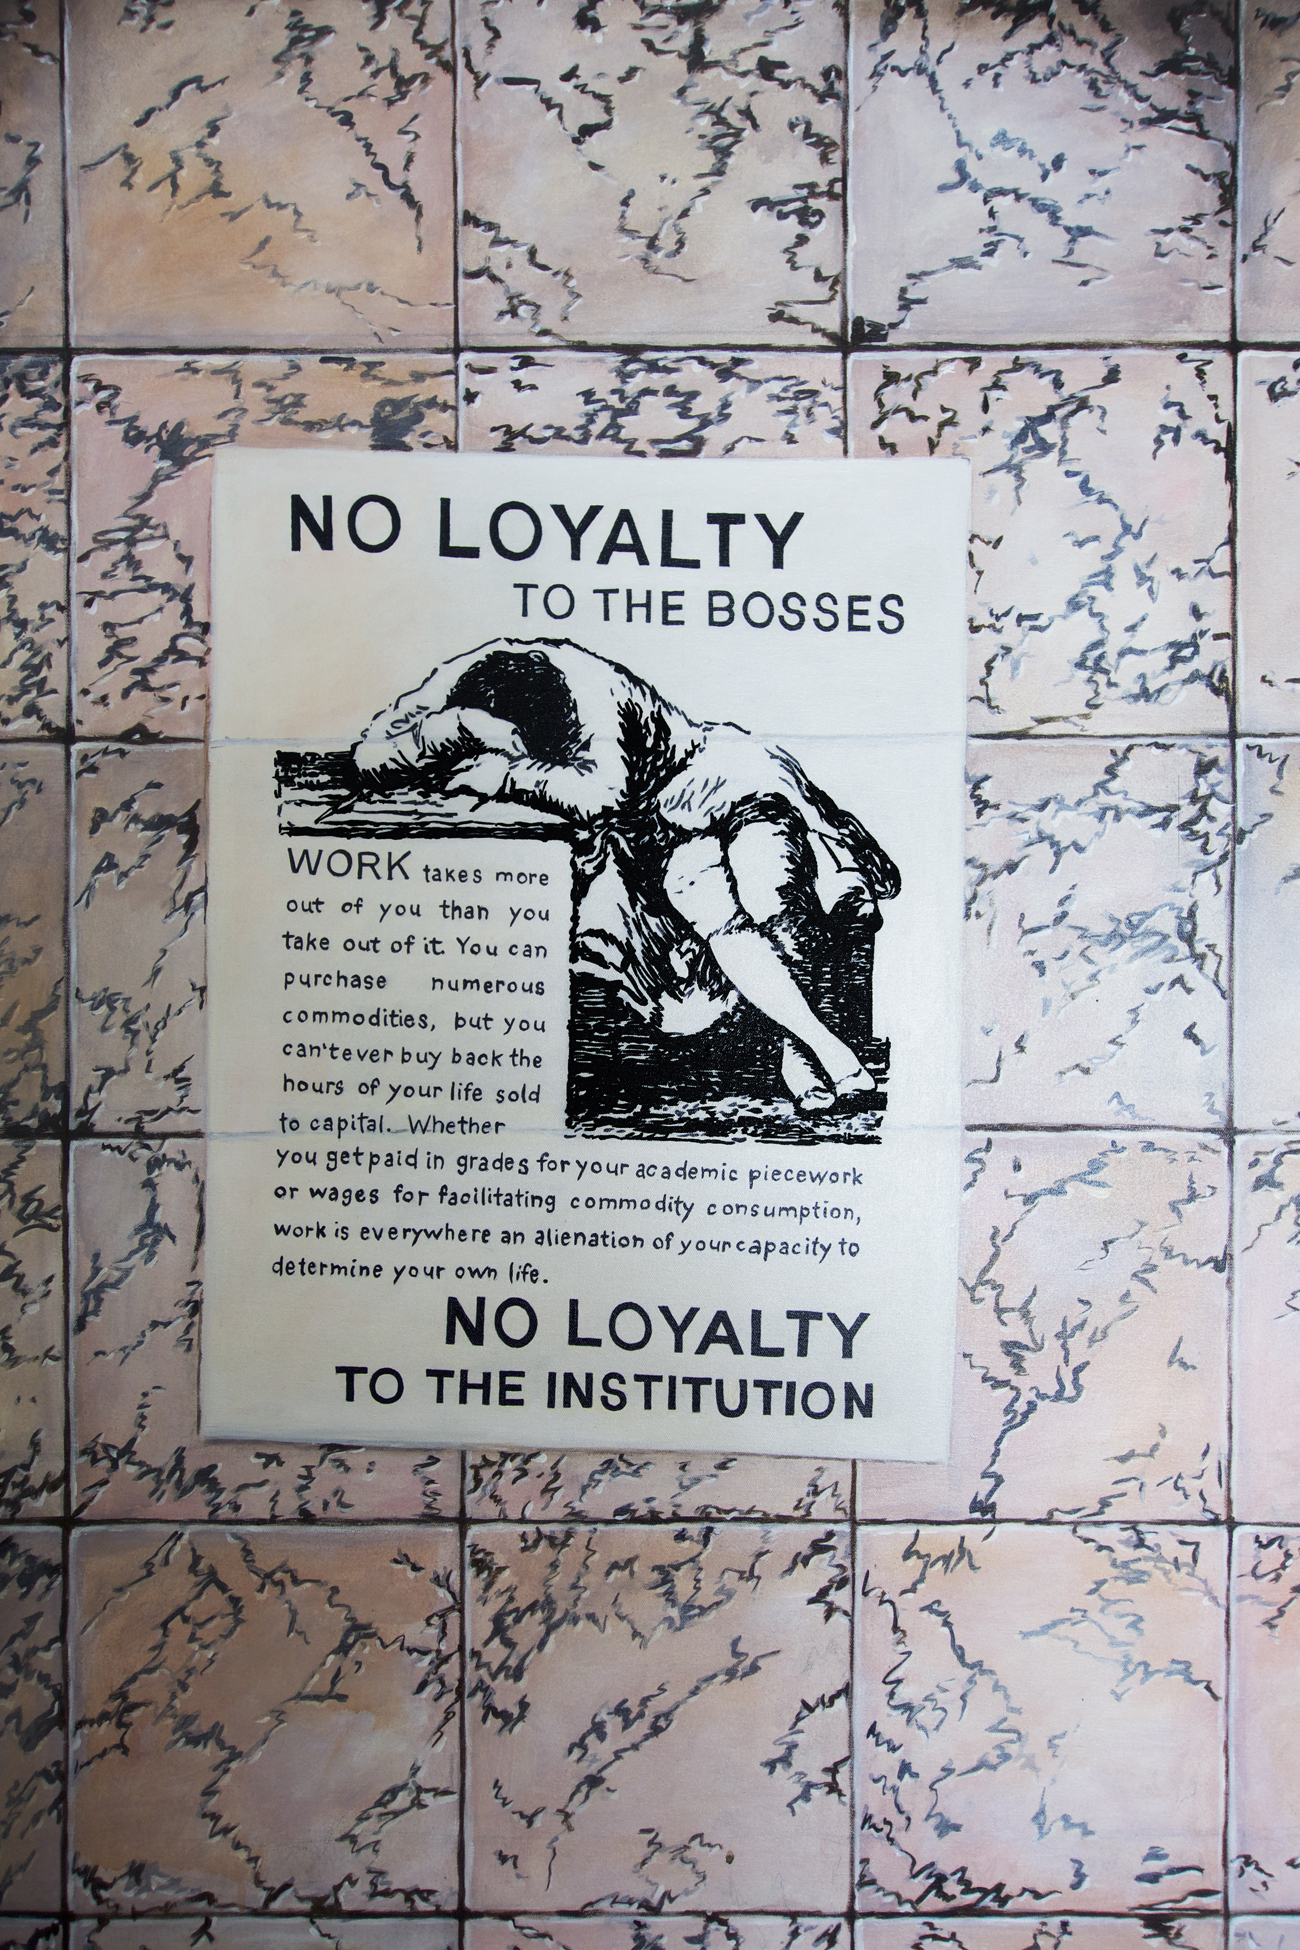 NO LOYALTY
TO THE BOSSES
WORK takes more
out of you than you
take out of it. You can
purchase numerous
commodities, but you
can't ever buy back the
hours of your life sold
to capital. Whether
you get paid in grades for your academic piecework
or wages for facilitating commodity consumption,
work is everywhere an alienation of your capacity to
determine your own life.
NO LOYALTY
TO THE INSTITUTION